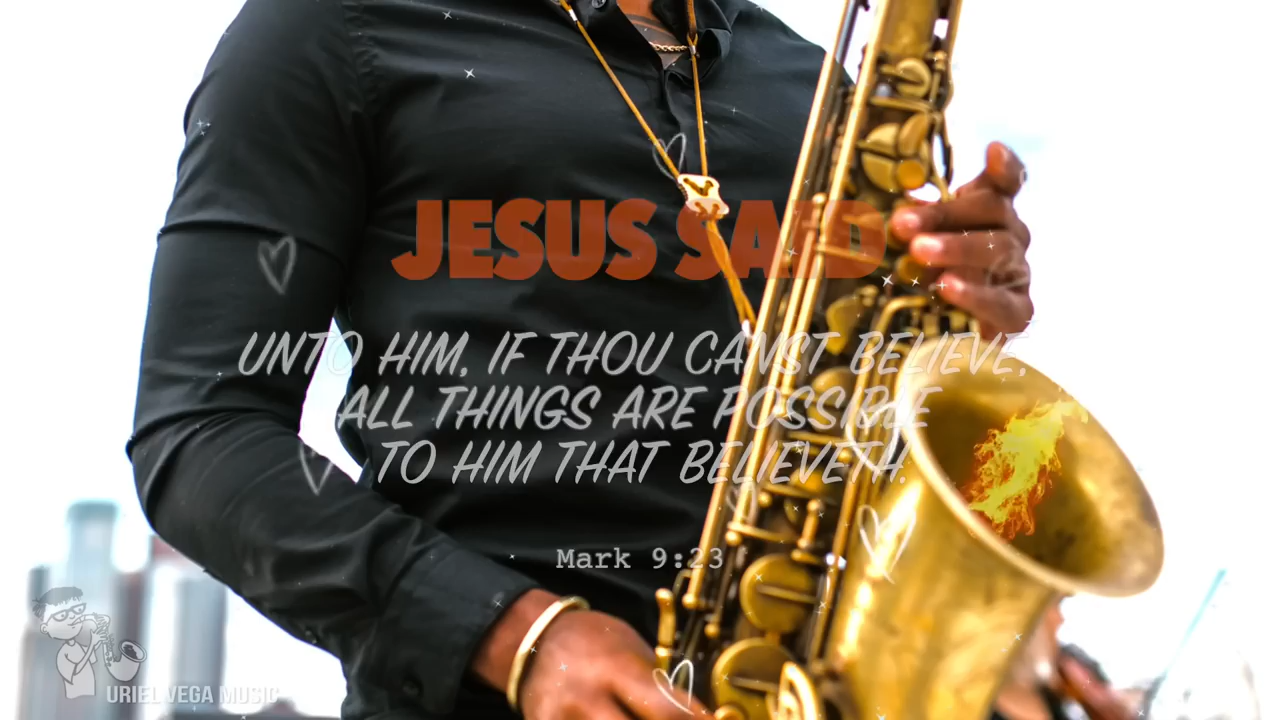 JESUS SAID
UNTO HIM, IF THOU CANST BELIEVE,
ALL THINGS ARE POSSIBLE
TO HIM THAT BELIEVETH.
Mark 9:23
URIEL VEGA MUSIC